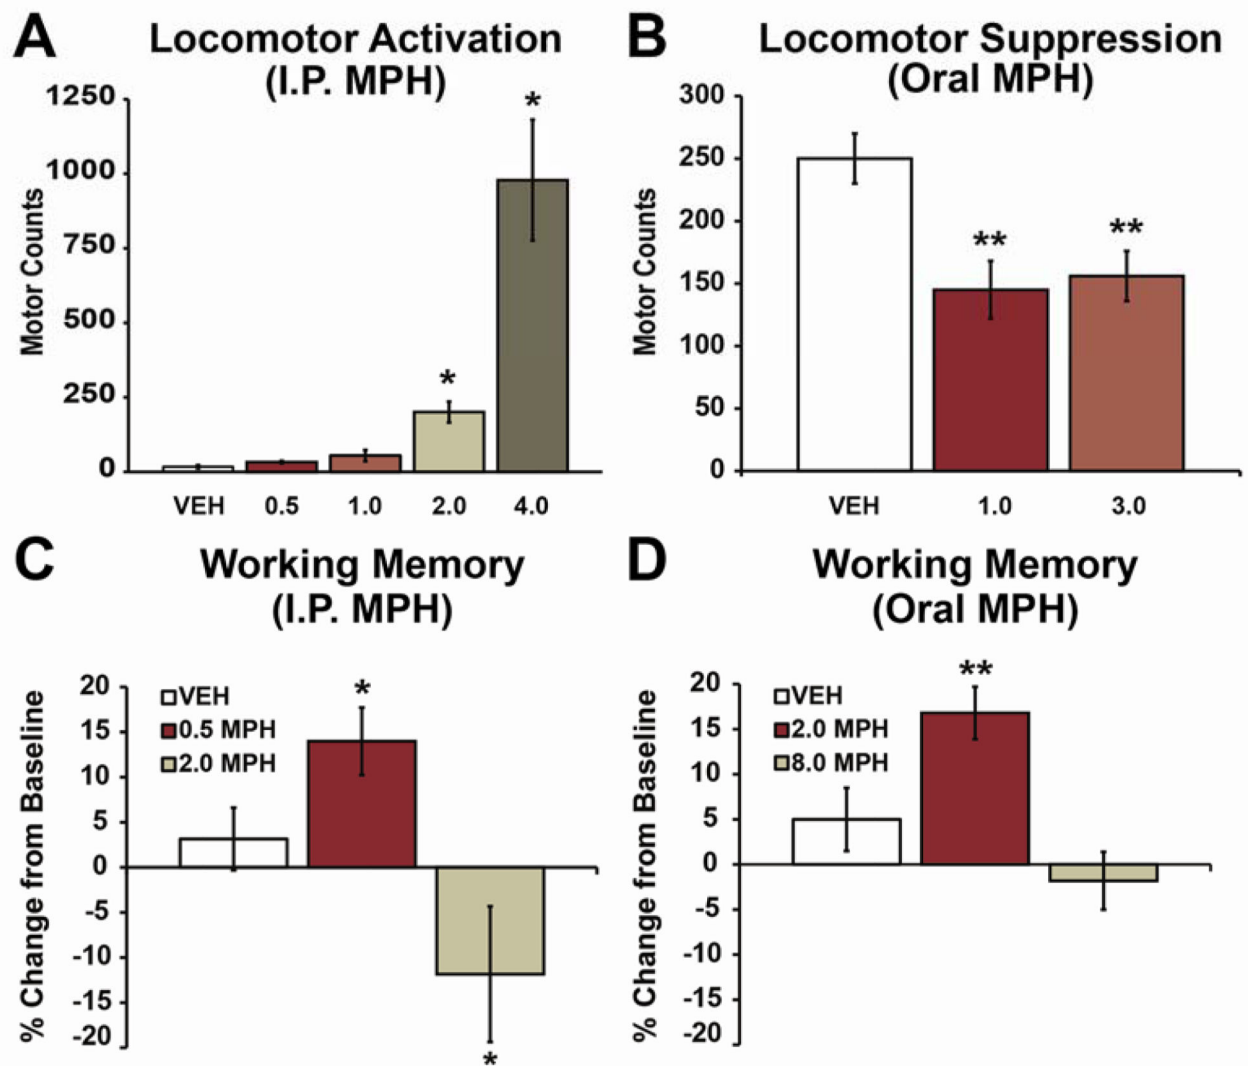 A
Locomotor Activation
(I.P. MPH)
Motor Counts
1250
1000
750
500
250
0
*
*
VEH 0.5 1.0 2.0 4.0
B
Locomotor Suppression
(Oral MPH)
Motor Counts
300
250
200
150
100
50
0
**
**
VEH 1.0 3.0
C
Working Memory
(I.P. MPH)
% Change from Baseline
20
15
10
5
0
-5
-10
-15
-20
VEH
0.5 MPH
2.0 MPH
*
*
D
Working Memory
(Oral MPH)
% Change from Baseline
20
15
10
5
0
-5
-10
-15
-20
VEH
2.0 MPH
8.0 MPH
**